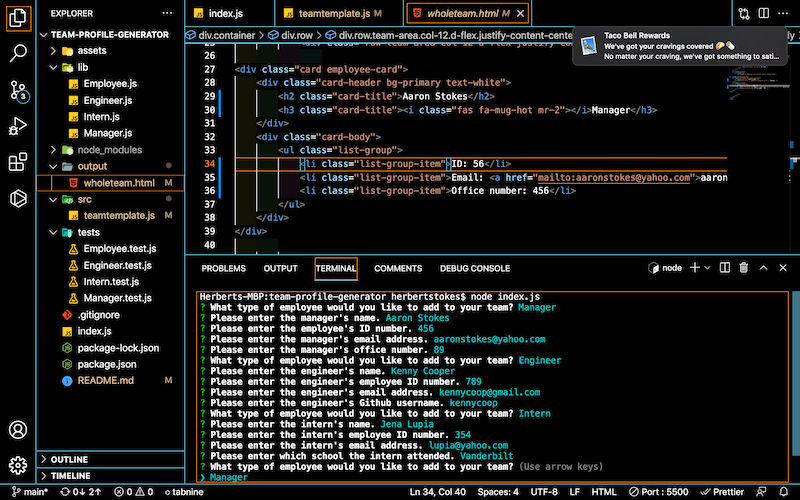 EXPLORER
TEAM-PROFILE-GENERATOR
assets
lib
Employee.js
Engineer.js
Intern.js
Manager.js
node_modules
output
wholeteam.html
src
teamtemplate.js M
tests
Employee.test.js
Engineer.test.js
Intern.test.js
Manager.test.js
.gitignore
index.js
package-lock.json
package.json
README.md M
OUTLINE
TIMELINE
3
index.js
teamtemplate.js M
wholeteam.html M
div.container > div.row > div.row.team-area.col-12.d-flex.justify-content-cent
Taco Bell Rewards
We've got your cravings covered 🌮🌯
No matter your craving, we've got something to sati...
26
27 <div class="card employee-card">
28 <div class="card-header bg-primary text-white">
29 <h2 class="card-title">Aaron Stokes</h2>
30 <h3 class="card-title"><i class="fas fa-mug-hot mr-2"></i>Manager</h3>
31 </div>
32 <div class="card-body">
33 <ul class="list-group">
34 <li class="list-group-item">ID: 56</li>
35 <li class="list-group-item">Email: <a href="mailto:aaronstokes@yahoo.com">aaron
36 <li class="list-group-item">Office number: 456</li>
37 </ul>
38 </div>
39 </div>
40
PROBLEMS OUTPUT TERMINAL COMMENTS DEBUG CONSOLE
node
Herberts-MBP:team-profile-generator herbertstokes$ node index.js
? What type of employee would you like to add to your team? Manager
? Please enter the manager's name. Aaron Stokes
? Please enter the employee's ID number. 456
? Please enter the manager's email address. aaronstokes@yahoo.com
? Please enter the manager's office number. 89
? What type of employee would you like to add to your team? Engineer
? Please enter the engineer's name. Kenny Cooper
? Please enter the engineer's employee ID number. 789
? Please enter the engineer's email address. kennycoop@gmail.com
? Please enter the engineer's Github username. kennycoop
? What type of employee would you like to add to your team? Intern
? Please enter the intern's name. Jena Lupia
? Please enter the intern's employee ID number. 354
? Please enter the intern's email address. lupia@yahoo.com
? Please enter which school the intern attended. Vanderbilt
? What type of employee would you like to add to your team? (Use arrow keys)
❯ Manager
main* 0↓ 2↑ 0 0 tabnine Ln 34, Col 40 Spaces: 4 UTF-8 LF HTML Port : 5500 Prettier